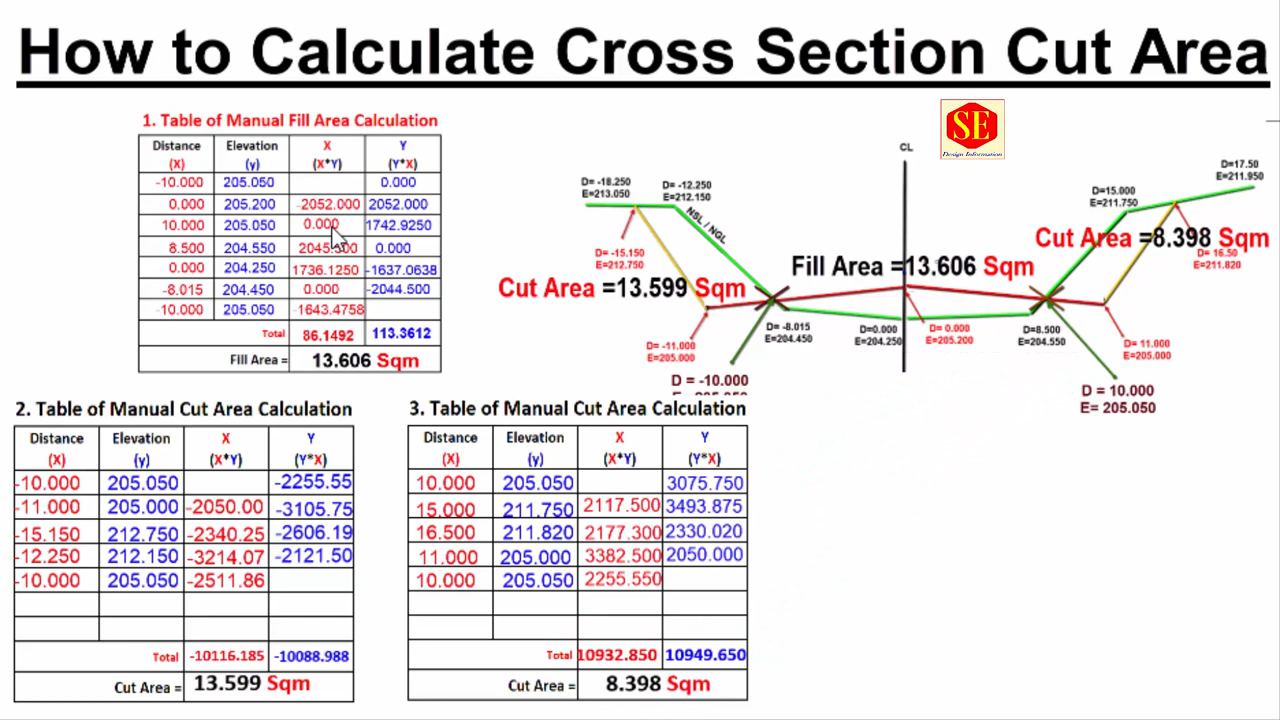 How to Calculate Cross Section Cut Area
1. Table of Manual Fill Area Calculation
Distance Elevation X Y
(X) (y) (X*Y) (Y*X)
-10.000 205.050 0.000
0.000 205.200 -2052.000 2052.000
10.000 205.050 0.000 1742.9250
8.500 204.550 0.000
0.000 204.250 1736.1250 -1637.0638
-8.015 204.450 0.000 -2044.500
-10.000 205.050 -1643.4758
Total 86.1492 113.3612
Fill Area = 13.606 Sqm
SE
Design Information
CL
D= -18.250
E=213.050
D= -12.250
E=212.150
NSL / NGL
D= -15.150
E=212.750
Cut Area =13.599 Sqm
Fill Area =13.606 Sqm
D=17.50
E=211.950
D=15.000
E=211.750
Cut Area =8.398 Sqm
D= 16.50
E=211.820
D= -11.000
E=205.000
D= -8.015
E=204.450
D=0.000
E=204.250
D= 0.000
E=205.200
D=8.500
E=204.550
D= 11.000
E=205.000
D = -10.000
D = 10.000
E= 205.050
2. Table of Manual Cut Area Calculation
Distance Elevation X Y
(X) (y) (X*Y) (Y*X)
-10.000 205.050 -2255.55
-11.000 205.000 -2050.00 -3105.75
-15.150 212.750 -2340.25 -2606.19
-12.250 212.150 -3214.07 -2121.50
-10.000 205.050 -2511.86
Total -10116.185 -10088.988
Cut Area = 13.599 Sqm
3. Table of Manual Cut Area Calculation
Distance Elevation X Y
(X) (y) (X*Y) (Y*X)
10.000 205.050 3075.750
15.000 211.750 2117.500 3493.875
16.500 211.820 2177.300 2330.020
11.000 205.000 3382.500 2050.000
10.000 205.050 2255.550
Total 10932.850 10949.650
Cut Area = 8.398 Sqm